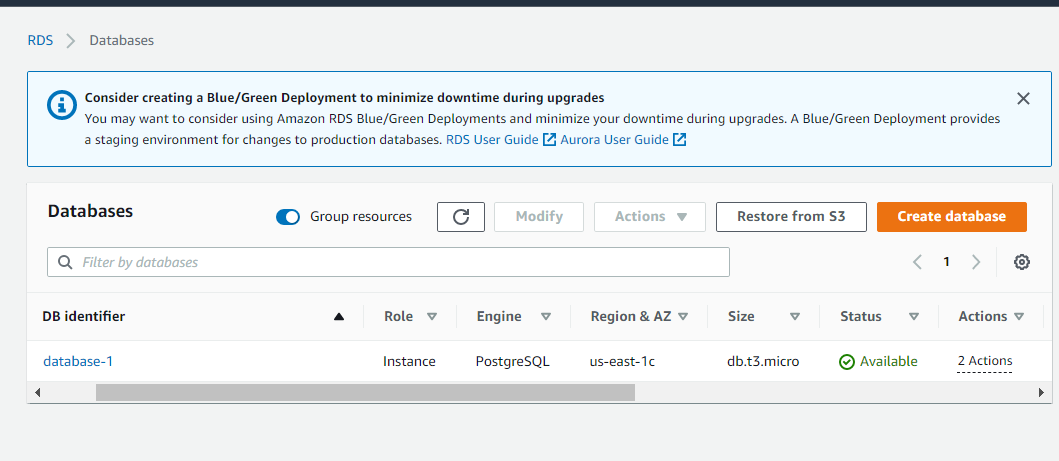 RDS > Databases
Consider creating a Blue/Green Deployment to minimize downtime during upgrades
You may want to consider using Amazon RDS Blue/Green Deployments and minimize your downtime during upgrades. A Blue/Green Deployment provides
a staging environment for changes to production databases. RDS User Guide Aurora User Guide
Databases Group resources Modify Actions Restore from S3 Create database
Filter by databases 1
DB identifier Role Engine Region & AZ Size Status Actions
database-1 Instance PostgreSQL us-east-1c db.t3.micro Available 2 Actions